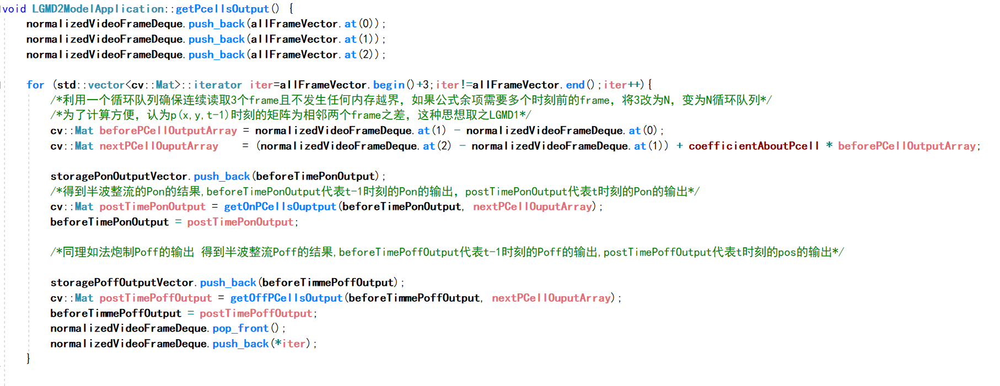 void LGMD2ModelApplication::getPcellsOutput() {
normalizedVideoFrameDeque.push_back(allFrameVector.at(0));
normalizedVideoFrameDeque.push_back(allFrameVector.at(1));
normalizedVideoFrameDeque.push_back(allFrameVector.at(2));
for (std::vector<cv::Mat>::iterator iter=allFrameVector.begin()+3;iter!=allFrameVector.end();iter++){
/*利用一个循环队列确保连续读取3个frame且不发生任何内存越界，如果公式余项需要多个时刻前的frame，将3改为N，变为N循环队列*/
/*为了计算方便，认为p(x,y,t-1)时刻的矩阵为相邻两个frame之差，这种思想取之LGMD1*/
cv::Mat beforePCellOutputArray = normalizedVideoFrameDeque.at(1) - normalizedVideoFrameDeque.at(0);
cv::Mat nextPCellOuputArray = (normalizedVideoFrameDeque.at(2) - normalizedVideoFrameDeque.at(1)) + coefficientAboutPcell * beforePCellOutputArray;
storagePonOutputVector.push_back(beforeTimePonOutput);
/*得到半波整流的Pon的结果,beforeTimePonOutput代表t-1时刻的Pon的输出，postTimePonOutput代表t时刻的Pon的输出*/
cv::Mat postTimePonOutput = getOnPCellsOuptput(beforeTimePonOutput, nextPCellOuputArray);
beforeTimePonOutput = postTimePonOutput;
/*同理如法炮制Poff的输出 得到半波整流Poff的结果,beforeTimePoffOutput代表t-1时刻的Poff的输出,postTimePoffOutput代表t时刻的pos的输出*/
storagePoffOutputVector.push_back(beforeTimmePoffOutput);
cv::Mat postTimePoffOutput = getOffPCellsOutput(beforeTimmePoffOutput, nextPCellOuputArray);
beforeTimmePoffOutput = postTimePoffOutput;
normalizedVideoFrameDeque.pop_front();
normalizedVideoFrameDeque.push_back(*iter);
}